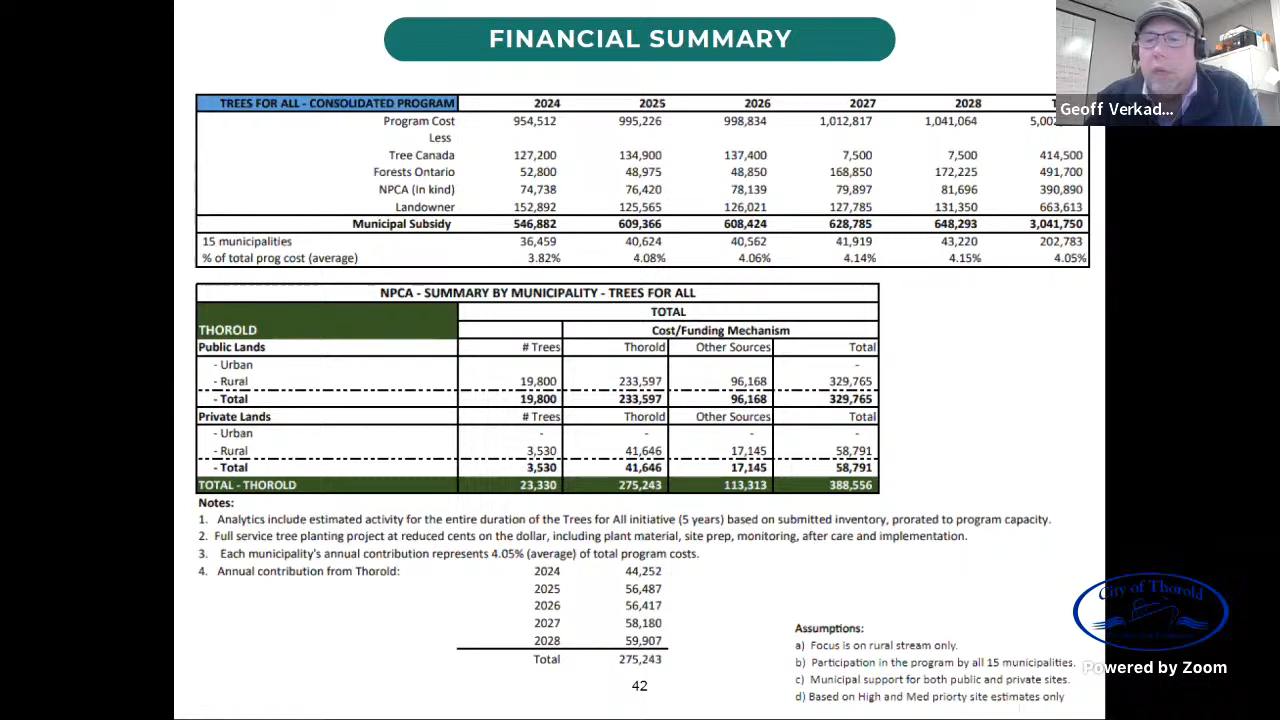 FINANCIAL SUMMARY
Geoff Verkad...
TREES FOR ALL - CONSOLIDATED PROGRAM 2024 2025 2026 2027 2028
Program Cost 954,512 995,226 998,834 1,012,817 1,041,064
Less
Tree Canada 127,200 134,900 137,400 7,500 7,500 414,500
Forests Ontario 52,800 48,975 48,850 168,850 172,225 491,700
NPCA (In kind) 74,738 76,420 78,139 79,897 81,696 390,890
Landowner 152,892 125,565 126,021 127,785 131,350 663,613
Municipal Subsidy 546,882 609,366 608,424 628,785 648,293 3,041,750
15 municipalities 36,459 40,624 40,562 41,919 43,220 202,783
% of total prog cost (average) 3.82% 4.08% 4.06% 4.14% 4.15% 4.05%
NPCA - SUMMARY BY MUNICIPALITY - TREES FOR ALL
TOTAL
THOROLD Cost/Funding Mechanism
Public Lands # Trees Thorold Other Sources Total
- Urban -
- Rural 19,800 233,597 96,168 329,765
- Total 19,800 233,597 96,168 329,765
Private Lands # Trees Thorold Other Sources Total
- Urban - - - -
- Rural 3,530 41,646 17,145 58,791
- Total 3,530 41,646 17,145 58,791
TOTAL - THOROLD 23,330 275,243 113,313 388,556
Notes:
1. Analytics include estimated activity for the entire duration of the Trees for All initiative (5 years) based on submitted inventory, prorated to program capacity.
2. Full service tree planting project at reduced cents on the dollar, including plant material, site prep, monitoring, after care and implementation.
3. Each municipality's annual contribution represents 4.05% (average) of total program costs.
4. Annual contribution from Thorold: 2024 44,252
2025 56,487
2026 56,417
2027 58,180
2028 59,907
Total 275,243
Assumptions:
a) Focus is on rural stream only.
b) Participation in the program by all 15 municipalities.
c) Municipal support for both public and private sites.
d) Based on High and Med priorty site estimates only
42
City of Thorold
Powered by Zoom